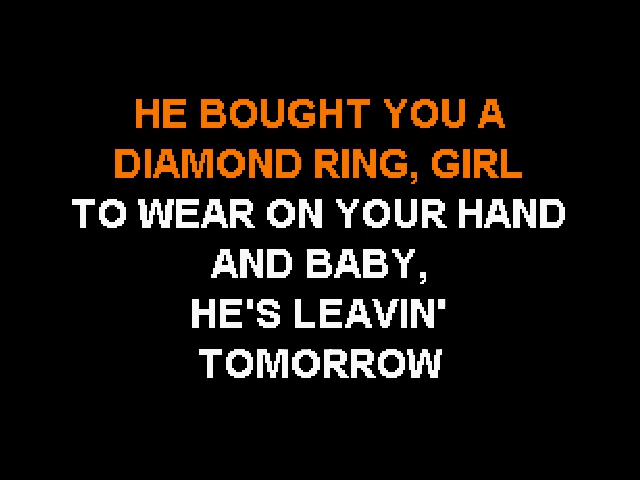 HE BOUGHT YOU A
DIAMOND RING, GIRL
TO WEAR ON YOUR HAND
AND BABY,
HE'S LEAVIN'
TOMORROW